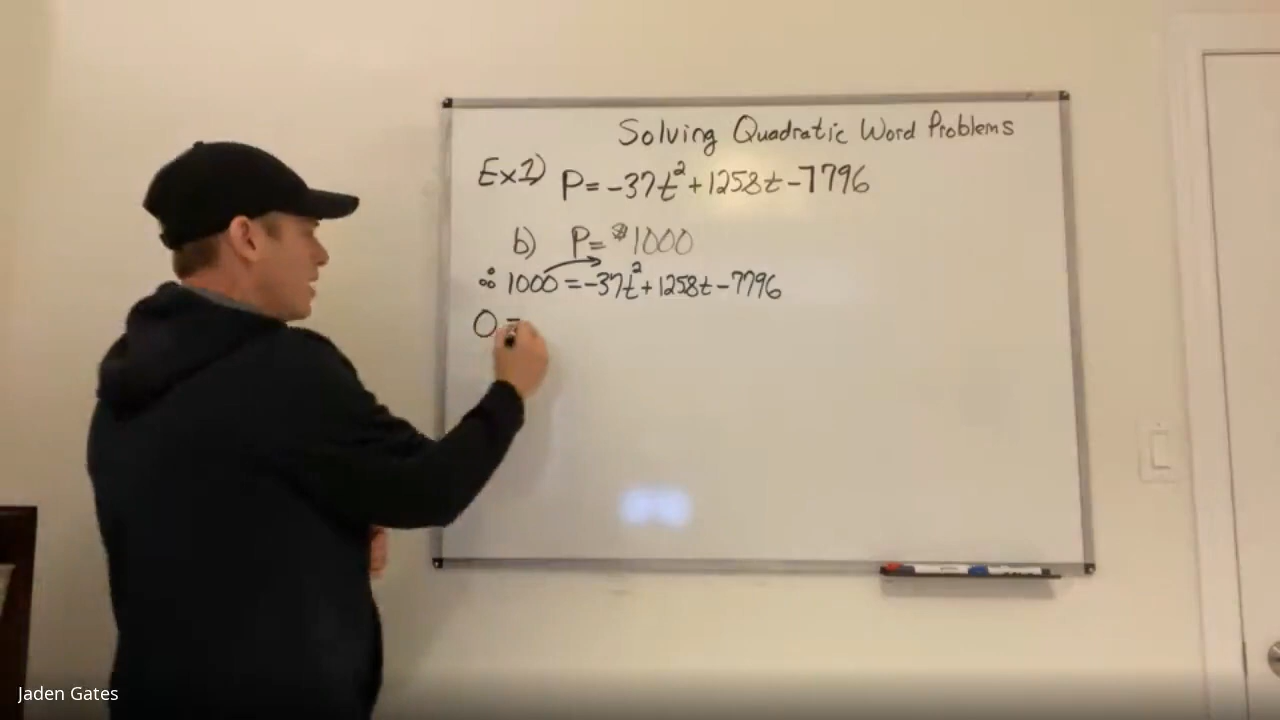 Solving Quadratic Word Problems
Ex1) P = -37t² + 1258t - 7796
b) P = $1000
∴ 1000 = -37t² + 1258t - 7796
0 =
Jaden Gates